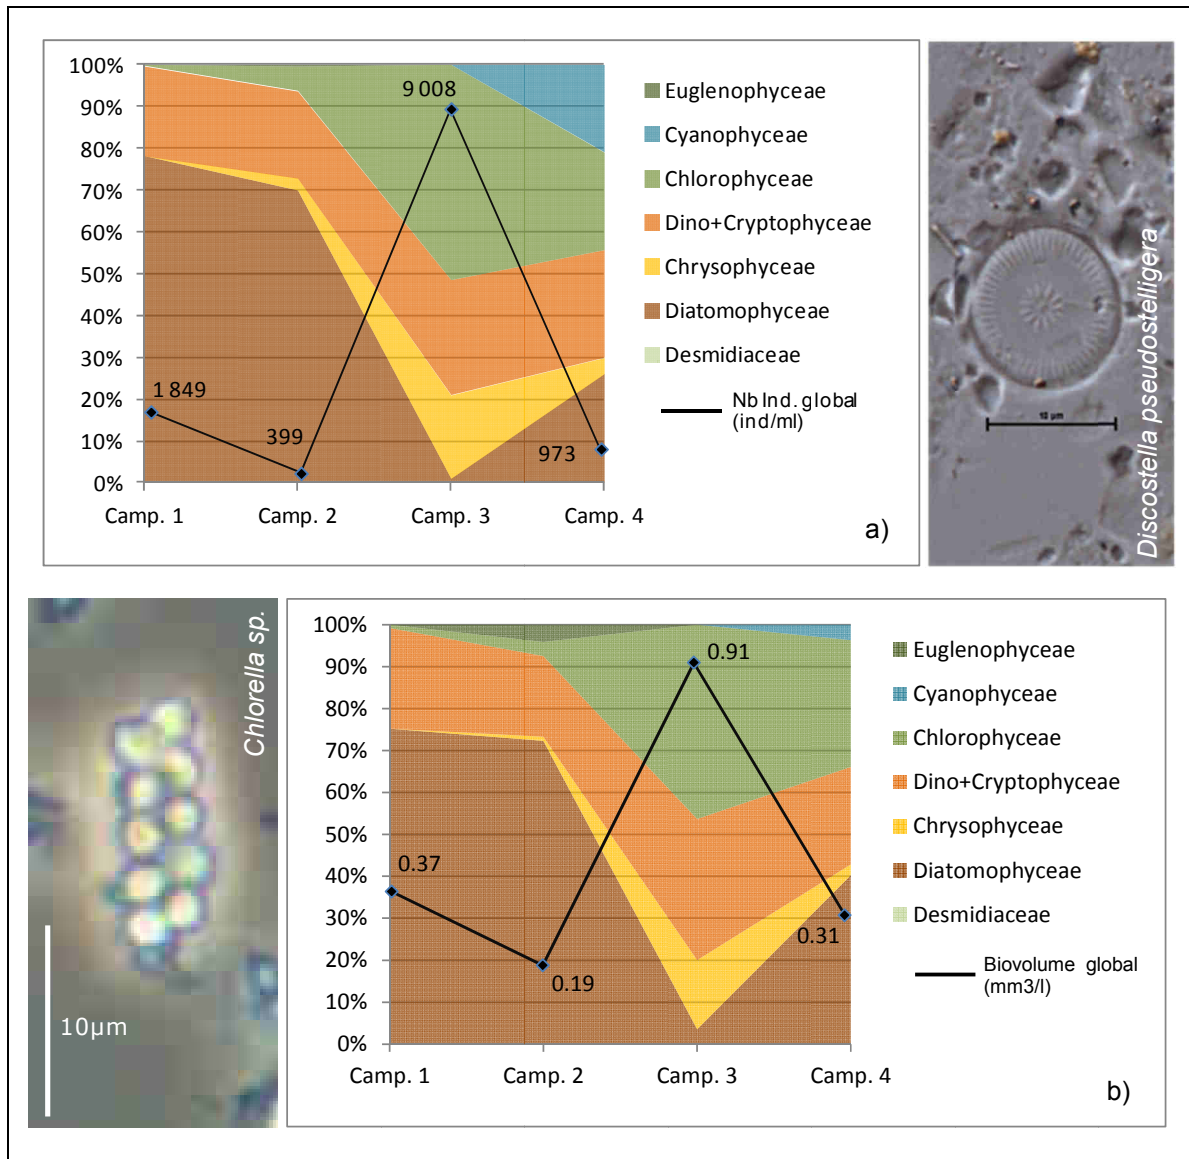 100%
90%
80%
70%
60%
50%
40%
30%
20%
10%
0%
1 849
399
9 008
973
Camp. 1
Camp. 2
Camp. 3
Camp. 4
Euglenophyceae
Cyanophyceae
Chlorophyceae
Dino+Cryptophyceae
Chrysophyceae
Diatomophyceae
Desmidiaceae
Nb Ind. global
(ind/ml)
a)
10 µm
Discostella pseudostelligera
Chlorella sp.
10µm
100%
90%
80%
70%
60%
50%
40%
30%
20%
10%
0%
0.37
0.19
0.91
0.31
Camp. 1
Camp. 2
Camp. 3
Camp. 4
Euglenophyceae
Cyanophyceae
Chlorophyceae
Dino+Cryptophyceae
Chrysophyceae
Diatomophyceae
Desmidiaceae
Biovolume global
(mm3/l)
b)